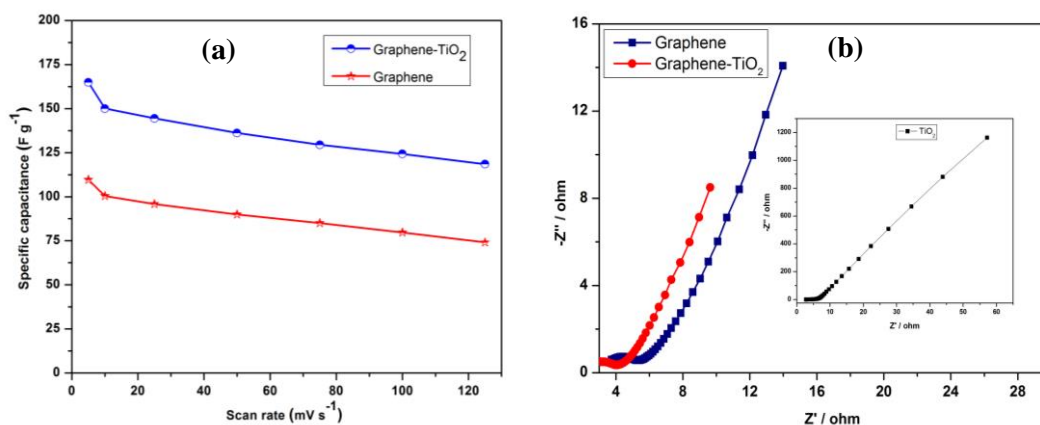 (a)
Graphene-TiO₂
Graphene
200
175
150
125
100
75
50
25
0
Specific capacitance (F g⁻¹)
0 20 40 60 80 100 120
Scan rate (mV s⁻¹)
(b)
Graphene
Graphene-TiO₂
16
12
8
4
0
-Z'' / ohm
4 8 12 16 20 24 28
Z' / ohm
TiO₂
1200
1000
800
600
400
200
0
-Z'' / ohm
0 10 20 30 40 50 60
Z' / ohm